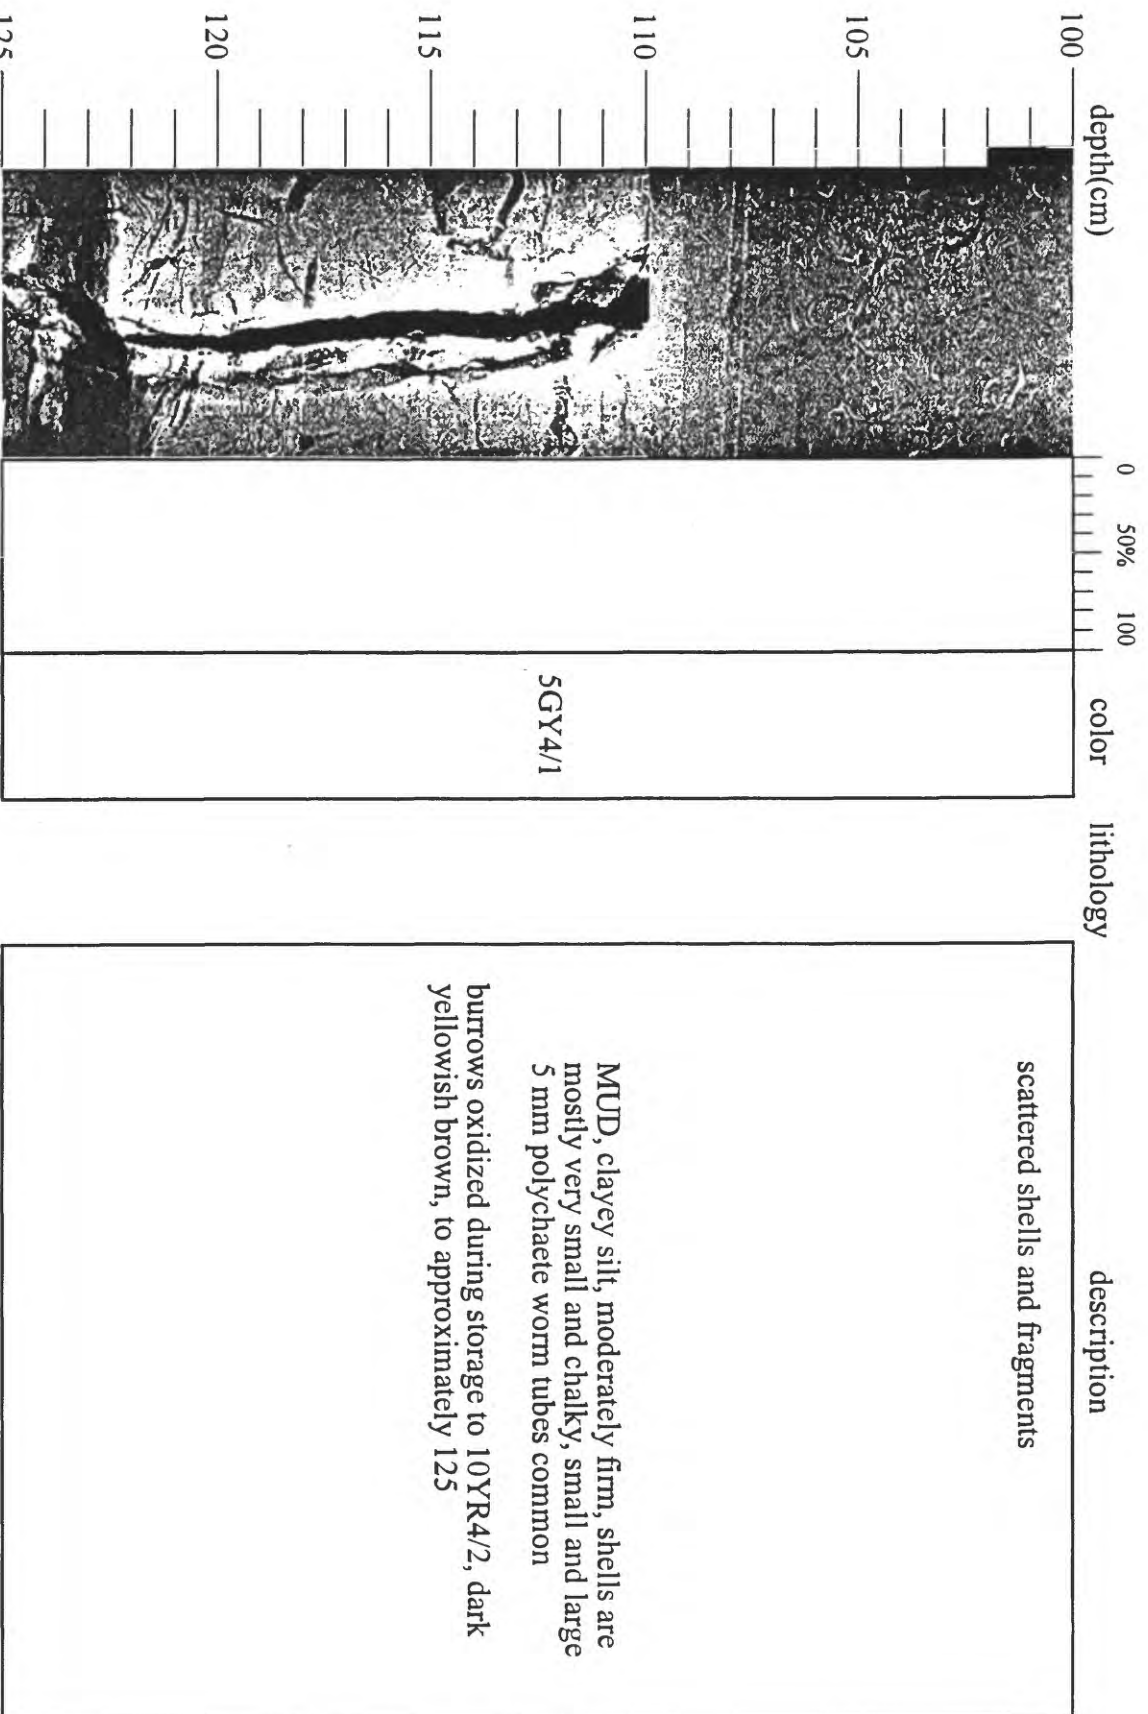 depth(cm)
0 50% 100
color
lithology
description
100
105
110
115
120
125
5GY4/1
scattered shells and fragments
MUD, clayey silt, moderately firm, shells are
mostly very small and chalky, small and large
5 mm polychaete worm tubes common
burrows oxidized during storage to 10YR4/2, dark
yellowish brown, to approximately 125